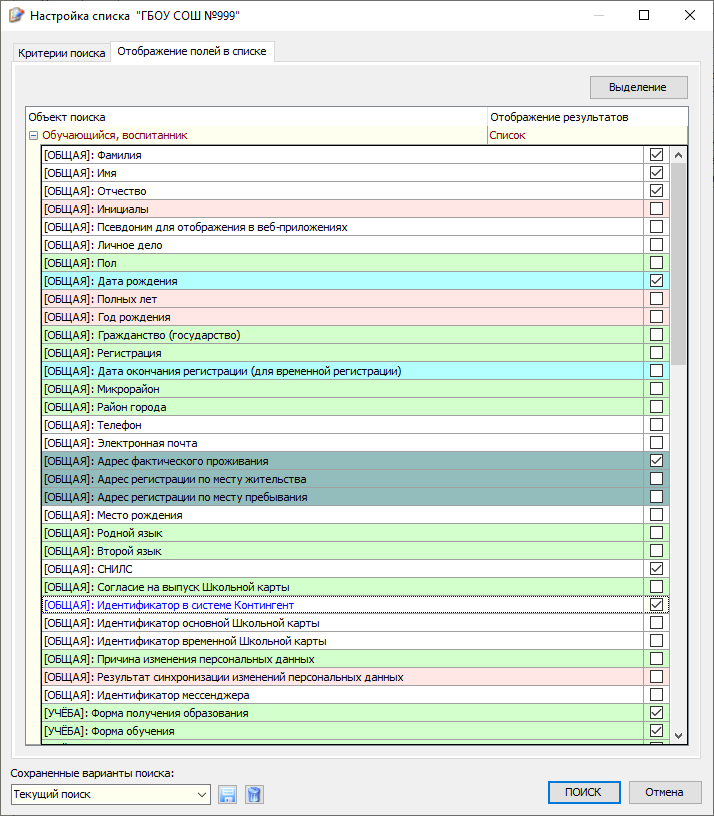 Настройка списка "ГБОУ СОШ №999"
Критерии поиска Отображение полей в списке
Выделение
Объект поиска Отображение результатов
Обучающийся, воспитанник Список
[ОБЩАЯ]: Фамилия
[ОБЩАЯ]: Имя
[ОБЩАЯ]: Отчество
[ОБЩАЯ]: Инициалы
[ОБЩАЯ]: Псевдоним для отображения в веб-приложениях
[ОБЩАЯ]: Личное дело
[ОБЩАЯ]: Пол
[ОБЩАЯ]: Дата рождения
[ОБЩАЯ]: Полных лет
[ОБЩАЯ]: Год рождения
[ОБЩАЯ]: Гражданство (государство)
[ОБЩАЯ]: Регистрация
[ОБЩАЯ]: Дата окончания регистрации (для временной регистрации)
[ОБЩАЯ]: Микрорайон
[ОБЩАЯ]: Район города
[ОБЩАЯ]: Телефон
[ОБЩАЯ]: Электронная почта
[ОБЩАЯ]: Адрес фактического проживания
[ОБЩАЯ]: Адрес регистрации по месту жительства
[ОБЩАЯ]: Адрес регистрации по месту пребывания
[ОБЩАЯ]: Место рождения
[ОБЩАЯ]: Родной язык
[ОБЩАЯ]: Второй язык
[ОБЩАЯ]: СНИЛС
[ОБЩАЯ]: Согласие на выпуск Школьной карты
[ОБЩАЯ]: Идентификатор в системе Контингент
[ОБЩАЯ]: Идентификатор основной Школьной карты
[ОБЩАЯ]: Идентификатор временной Школьной карты
[ОБЩАЯ]: Причина изменения персональных данных
[ОБЩАЯ]: Результат синхронизации изменений персональных данных
[ОБЩАЯ]: Идентификатор мессенджера
[УЧЁБА]: Форма получения образования
[УЧЁБА]: Форма обучения
Сохраненные варианты поиска:
Текущий поиск
ПОИСК
Отмена